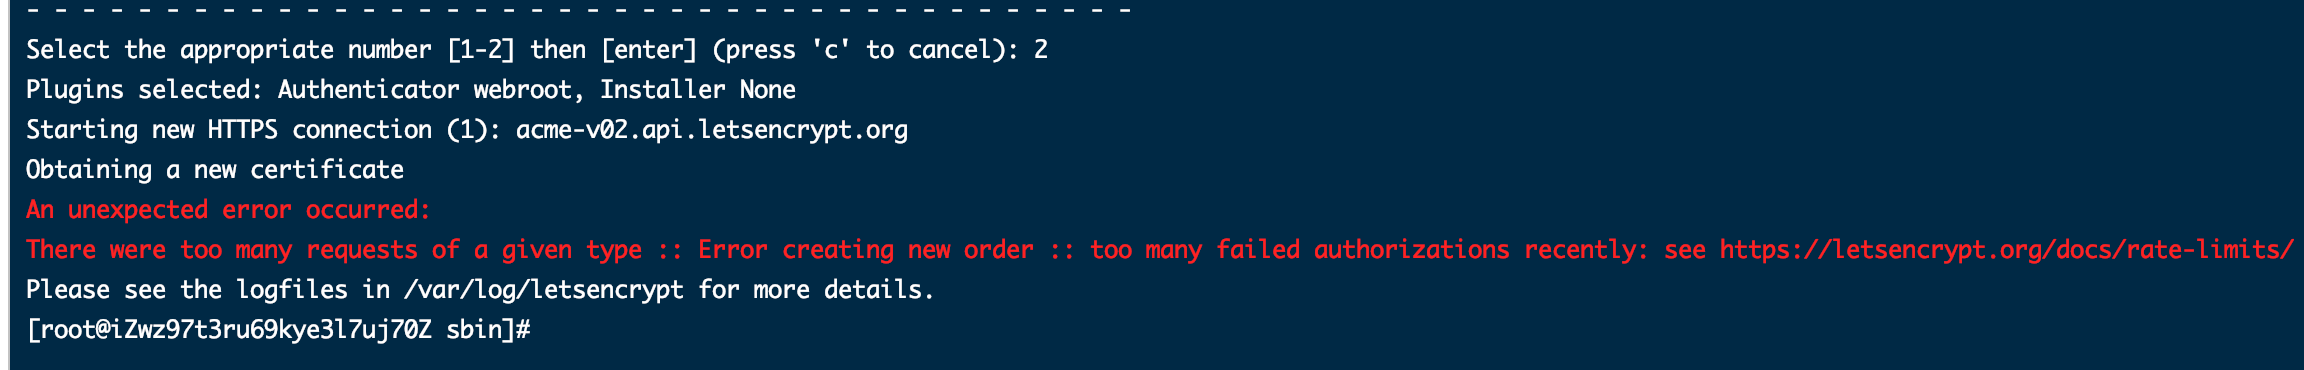 - - - - - - - - - - - - - - - - - - - - - - - - - - - - - - - - - - - - - - - -
Select the appropriate number [1-2] then [enter] (press 'c' to cancel): 2
Plugins selected: Authenticator webroot, Installer None
Starting new HTTPS connection (1): acme-v02.api.letsencrypt.org
Obtaining a new certificate
An unexpected error occurred:
There were too many requests of a given type :: Error creating new order :: too many failed authorizations recently: see https://letsencrypt.org/docs/rate-limits/
Please see the logfiles in /var/log/letsencrypt for more details.
[root@iZwz97t3ru69kye3l7uj70Z sbin]#